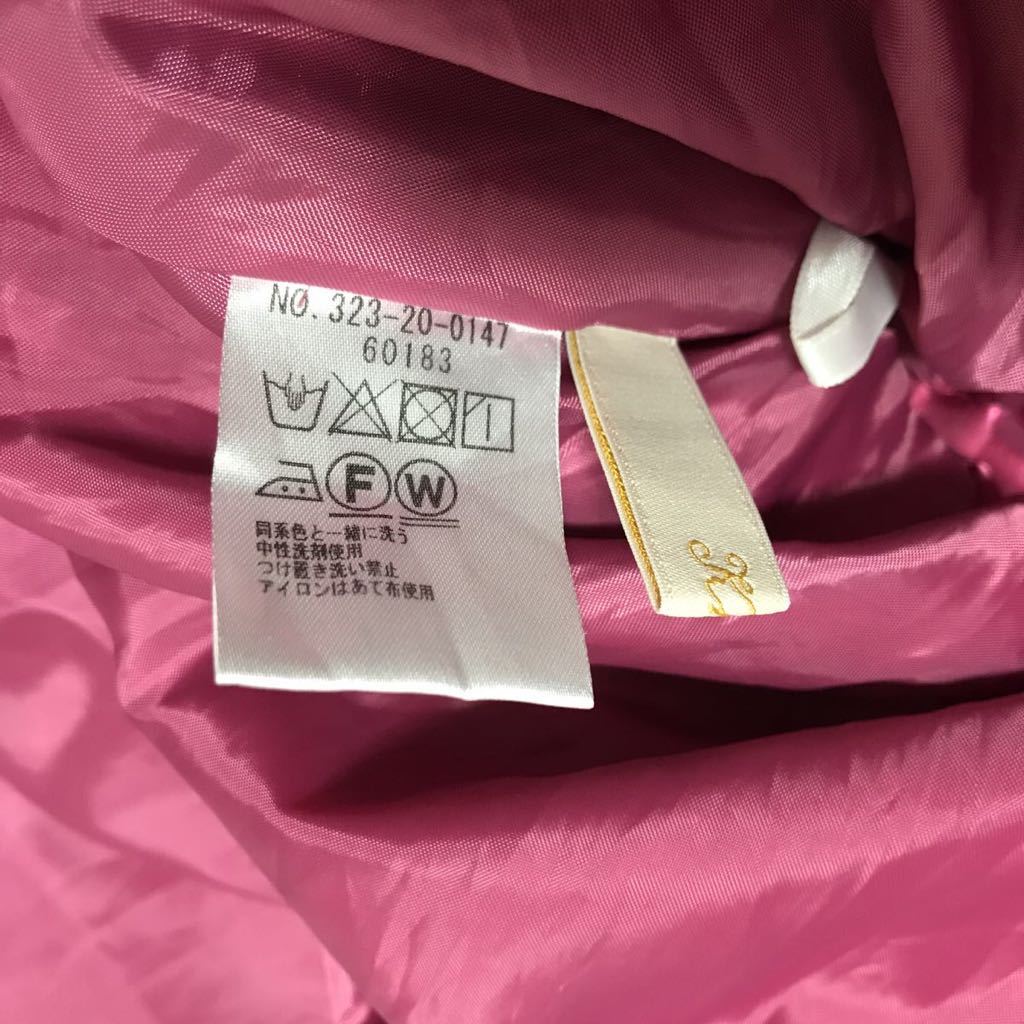 NO. 323-20-0147
60183
F W
同系色と一緒に洗う
中性洗剤使用
つけ置き洗い禁止
アイロンはあて布使用